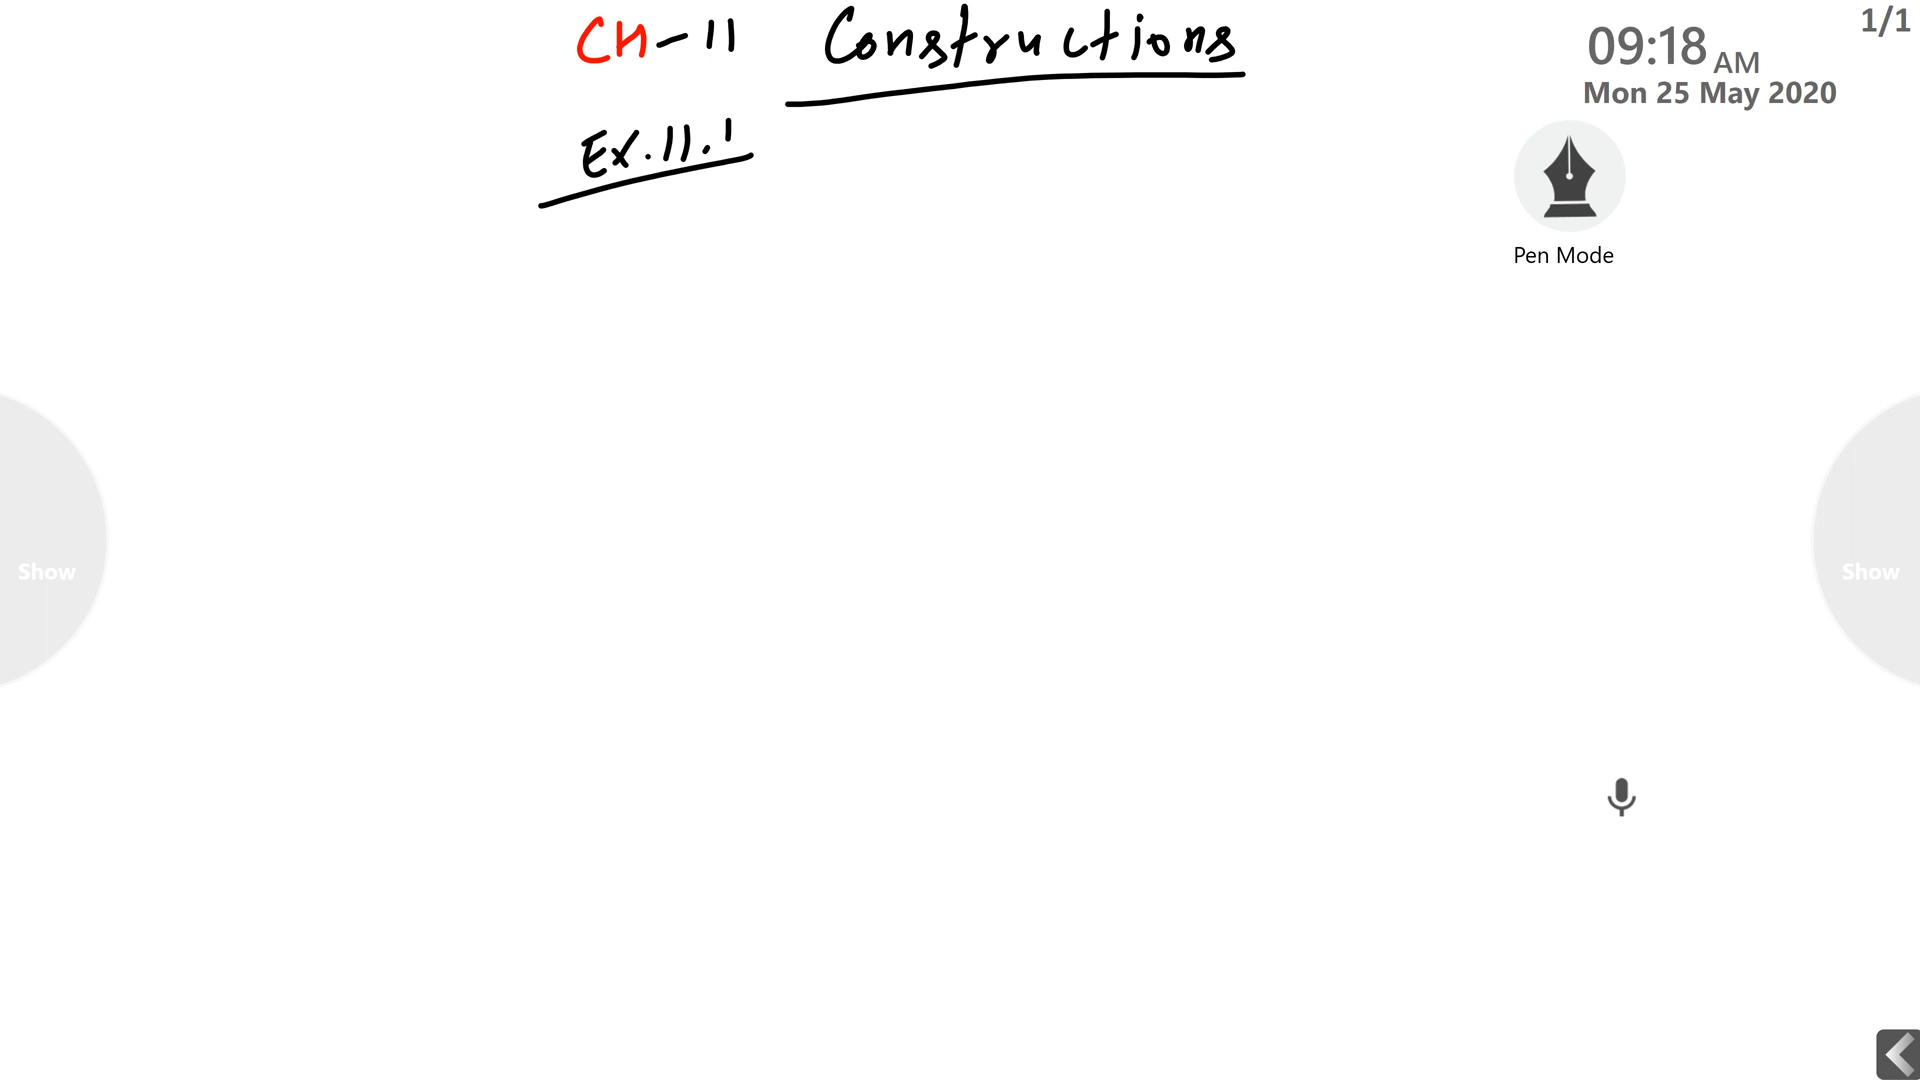 CH-11 Constructions
Ex.11.1
1/1
09:18 AM
Mon 25 May 2020
Pen Mode
Show
Show